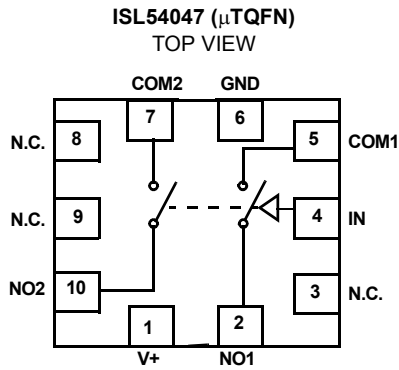 ISL54047 (µTQFN)
TOP VIEW
COM2 GND
7 6
N.C. 8 5 COM1
N.C. 9 4 IN
NO2 10 3 N.C.
1 2
V+ NO1